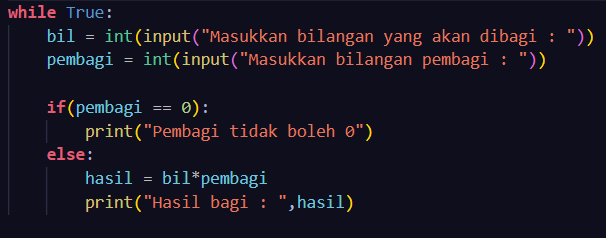 while True:
    bil = int(input("Masukkan bilangan yang akan dibagi : "))
    pembagi = int(input("Masukkan bilangan pembagi : "))
    if(pembagi == 0):
        print("Pembagi tidak boleh 0")
    else:
        hasil = bil*pembagi
        print("Hasil bagi : ",hasil)